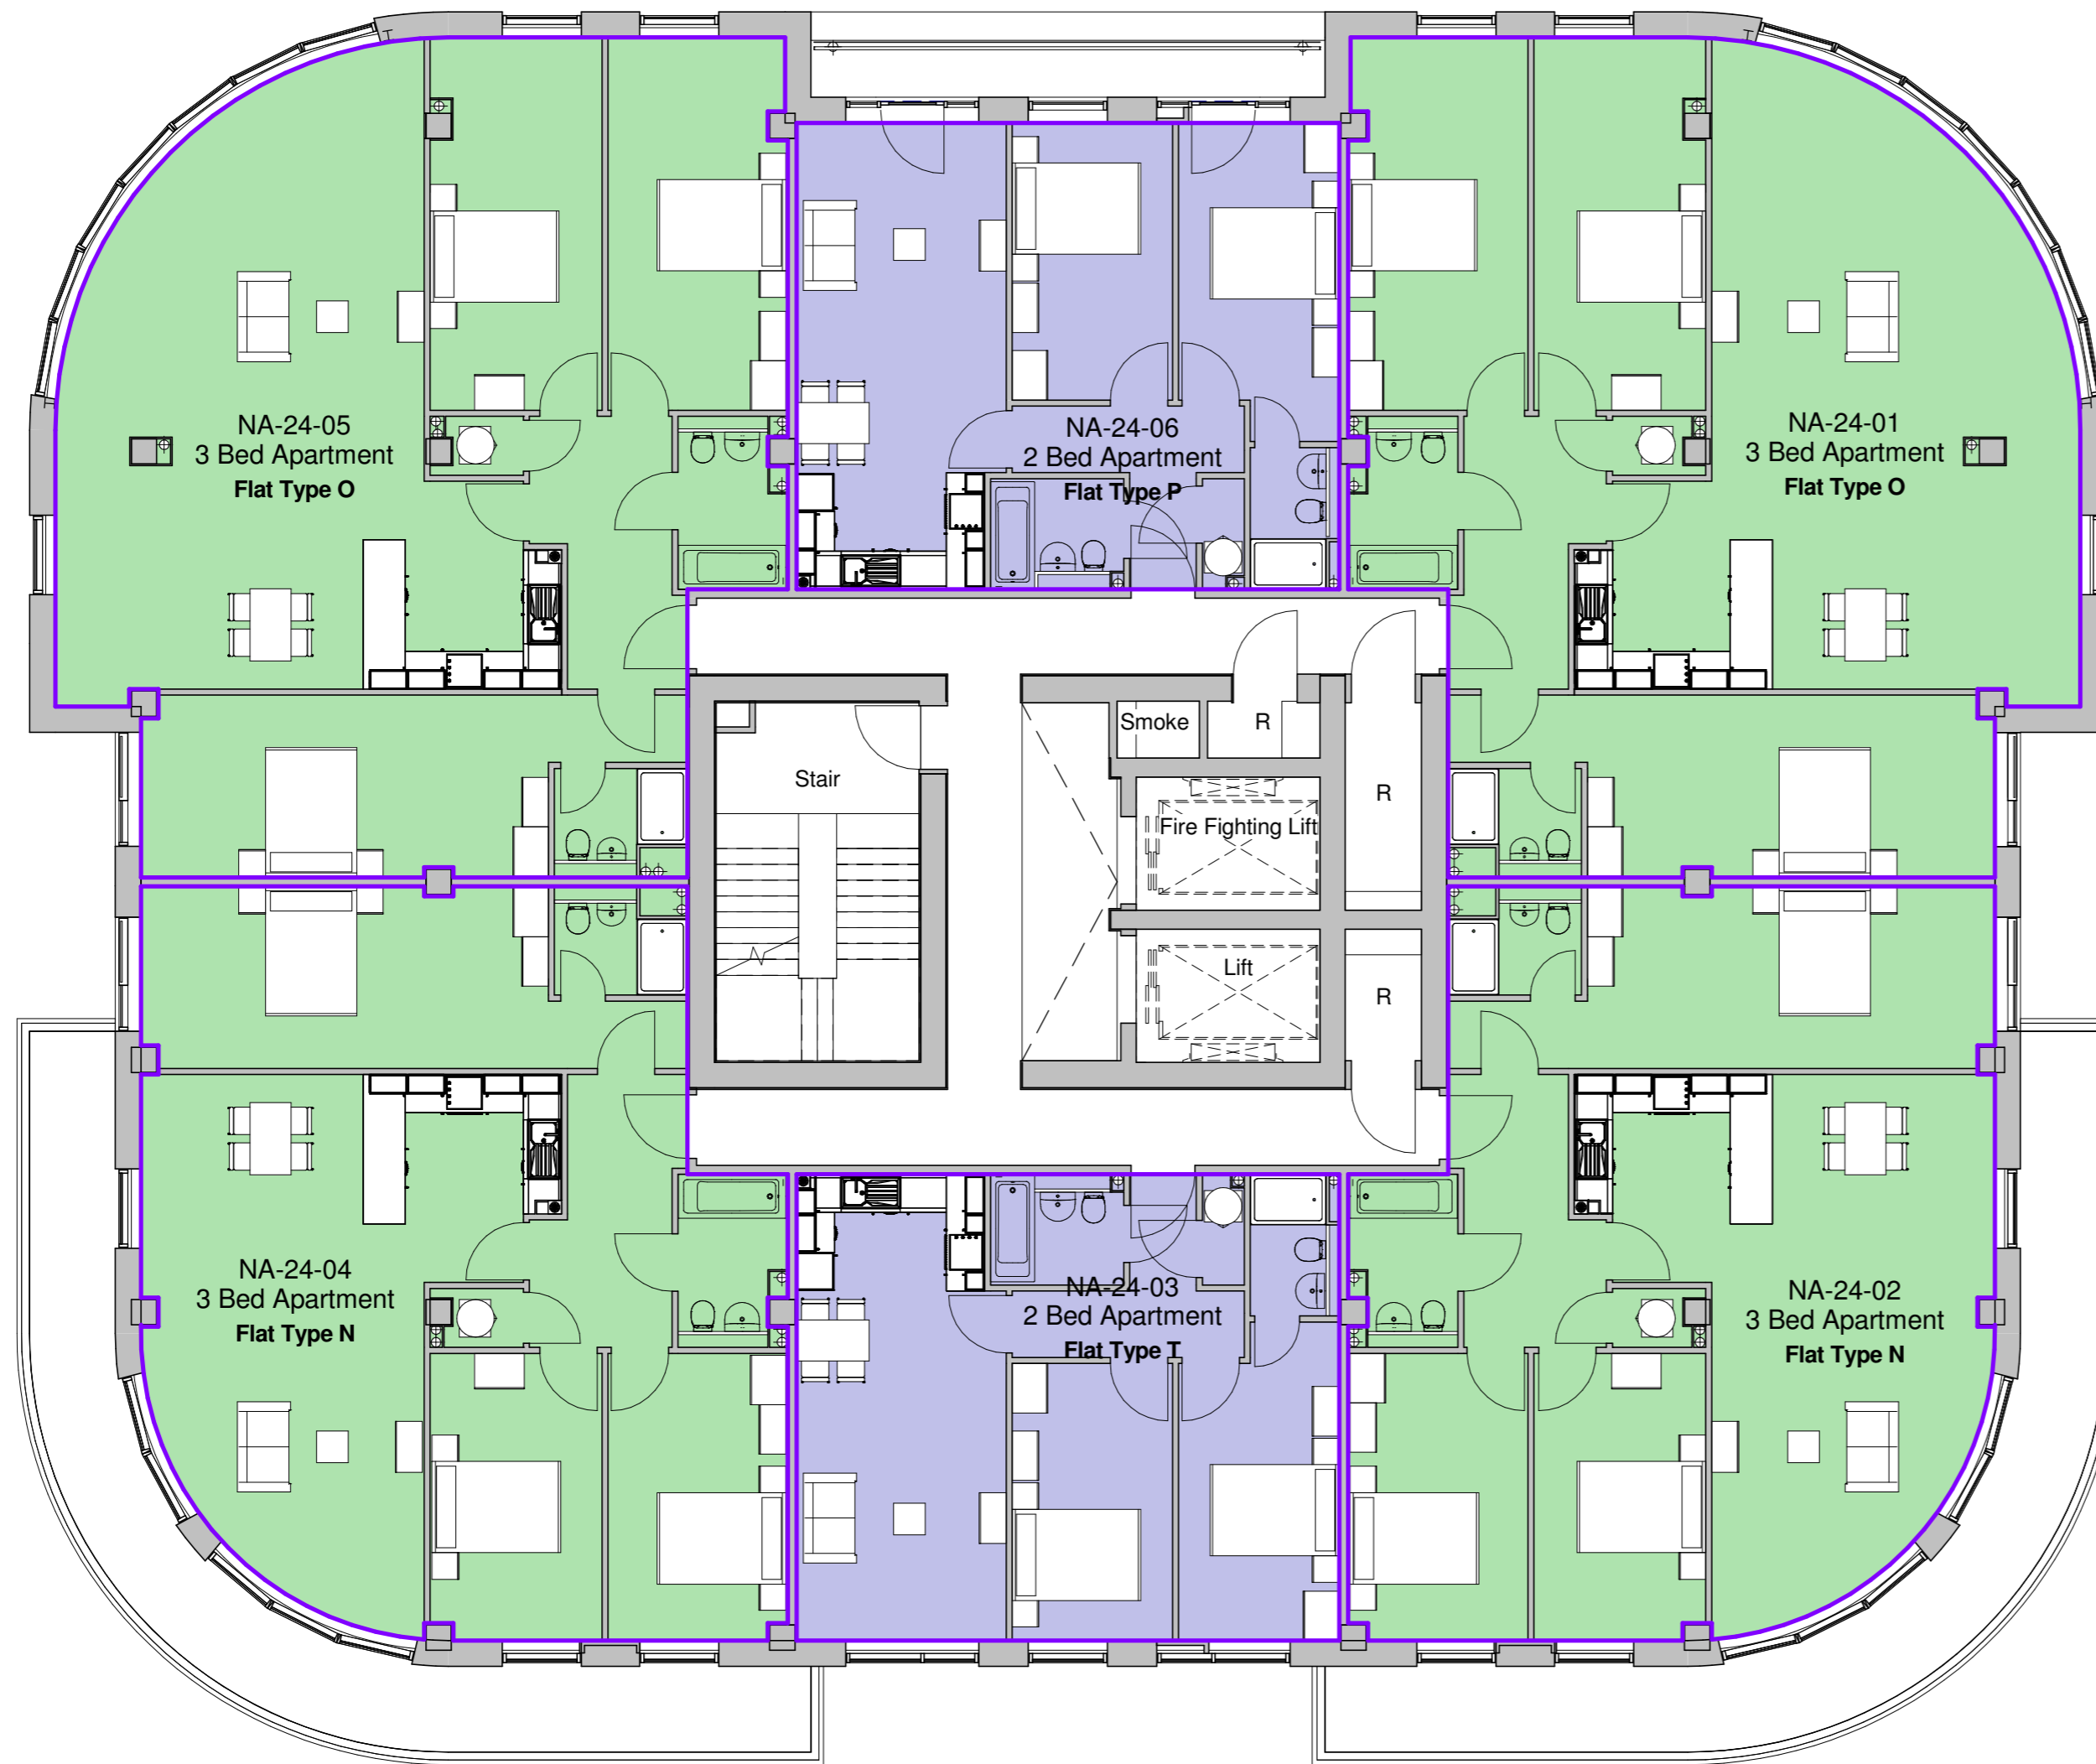 NA-24-05
3 Bed Apartment
Flat Type O
NA-24-06
2 Bed Apartment
Flat Type P
NA-24-01
3 Bed Apartment
Flat Type O
Smoke
R
Stair
R
Fire Fighting Lift
Lift
R
NA-24-04
3 Bed Apartment
Flat Type N
NA-24-03
2 Bed Apartment
Flat Type T
NA-24-02
3 Bed Apartment
Flat Type N